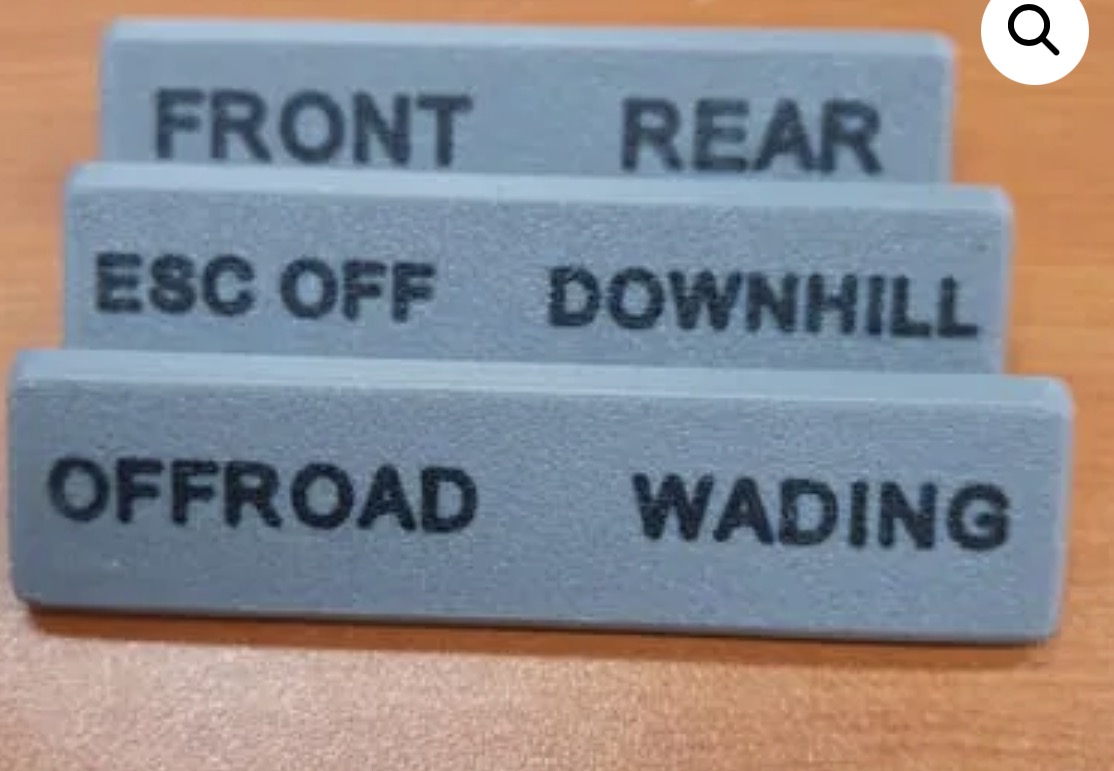 FRONT REAR
ESC OFF DOWNHILL
OFFROAD WADING